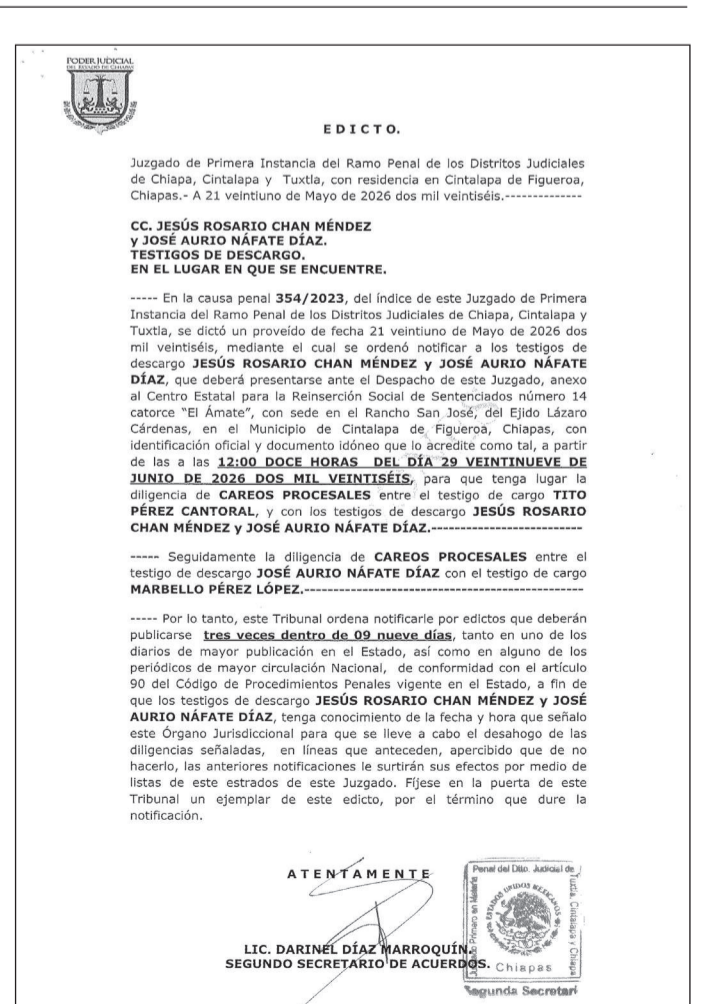 PODER JUDICIAL
DEL ESTADO DE CHIAPAS
E D I C T O.
Juzgado de Primera Instancia del Ramo Penal de los Distritos Judiciales
de Chiapa, Cintalapa y Tuxtla, con residencia en Cintalapa de Figueroa,
Chiapas.- A 21 veintiuno de Mayo de 2026 dos mil veintiséis.--------------
CC. JESÚS ROSARIO CHAN MÉNDEZ
y JOSÉ AURIO NÁFATE DÍAZ.
TESTIGOS DE DESCARGO.
EN EL LUGAR EN QUE SE ENCUENTRE.
----- En la causa penal 354/2023, del índice de este Juzgado de Primera
Instancia del Ramo Penal de los Distritos Judiciales de Chiapa, Cintalapa y
Tuxtla, se dictó un proveído de fecha 21 veintiuno de Mayo de 2026 dos
mil veintiséis, mediante el cual se ordenó notificar a los testigos de
descargo JESÚS ROSARIO CHAN MÉNDEZ y JOSÉ AURIO NÁFATE
DÍAZ, que deberá presentarse ante el Despacho de este Juzgado, anexo
al Centro Estatal para la Reinserción Social de Sentenciados número 14
catorce "El Ámate", con sede en el Rancho San José, del Ejido Lázaro
Cárdenas, en el Municipio de Cintalapa de Figueroa, Chiapas, con
identificación oficial y documento idóneo que lo acredite como tal, a partir
de las a las 12:00 DOCE HORAS DEL DÍA 29 VEINTINUEVE DE
JUNIO DE 2026 DOS MIL VEINTISÉIS, para que tenga lugar la
diligencia de CAREOS PROCESALES entre el testigo de cargo TITO
PÉREZ CANTORAL, y con los testigos de descargo JESÚS ROSARIO
CHAN MÉNDEZ y JOSÉ AURIO NÁFATE DÍAZ.--------------------------
----- Seguidamente la diligencia de CAREOS PROCESALES entre el
testigo de descargo JOSÉ AURIO NÁFATE DÍAZ con el testigo de cargo
MARBELLO PÉREZ LÓPEZ.------------------------------------------------
----- Por lo tanto, este Tribunal ordena notificarle por edictos que deberán
publicarse tres veces dentro de 09 nueve días, tanto en uno de los
diarios de mayor publicación en el Estado, así como en alguno de los
periódicos de mayor circulación Nacional, de conformidad con el artículo
90 del Código de Procedimientos Penales vigente en el Estado, a fin de
que los testigos de descargo JESÚS ROSARIO CHAN MÉNDEZ y JOSÉ
AURIO NÁFATE DÍAZ, tenga conocimiento de la fecha y hora que señalo
este Órgano Jurisdiccional para que se lleve a cabo el desahogo de las
diligencias señaladas, en líneas que anteceden, apercibido que de no
hacerlo, las anteriores notificaciones le surtirán sus efectos por medio de
listas de este estrados de este Juzgado. Fíjese en la puerta de este
Tribunal un ejemplar de este edicto, por el término que dure la
notificación.
A T E N T A M E N T E
LIC. DARINEL DÍAZ MARROQUÍN.
SEGUNDO SECRETARIO DE ACUERDOS.
Penal del Dtto. Judicial de
Tuxtla, Cintalapa y Chiapa
Primero en Materia
ESTADOS UNIDOS MEXICANOS
Chiapas
Segunda Secretari